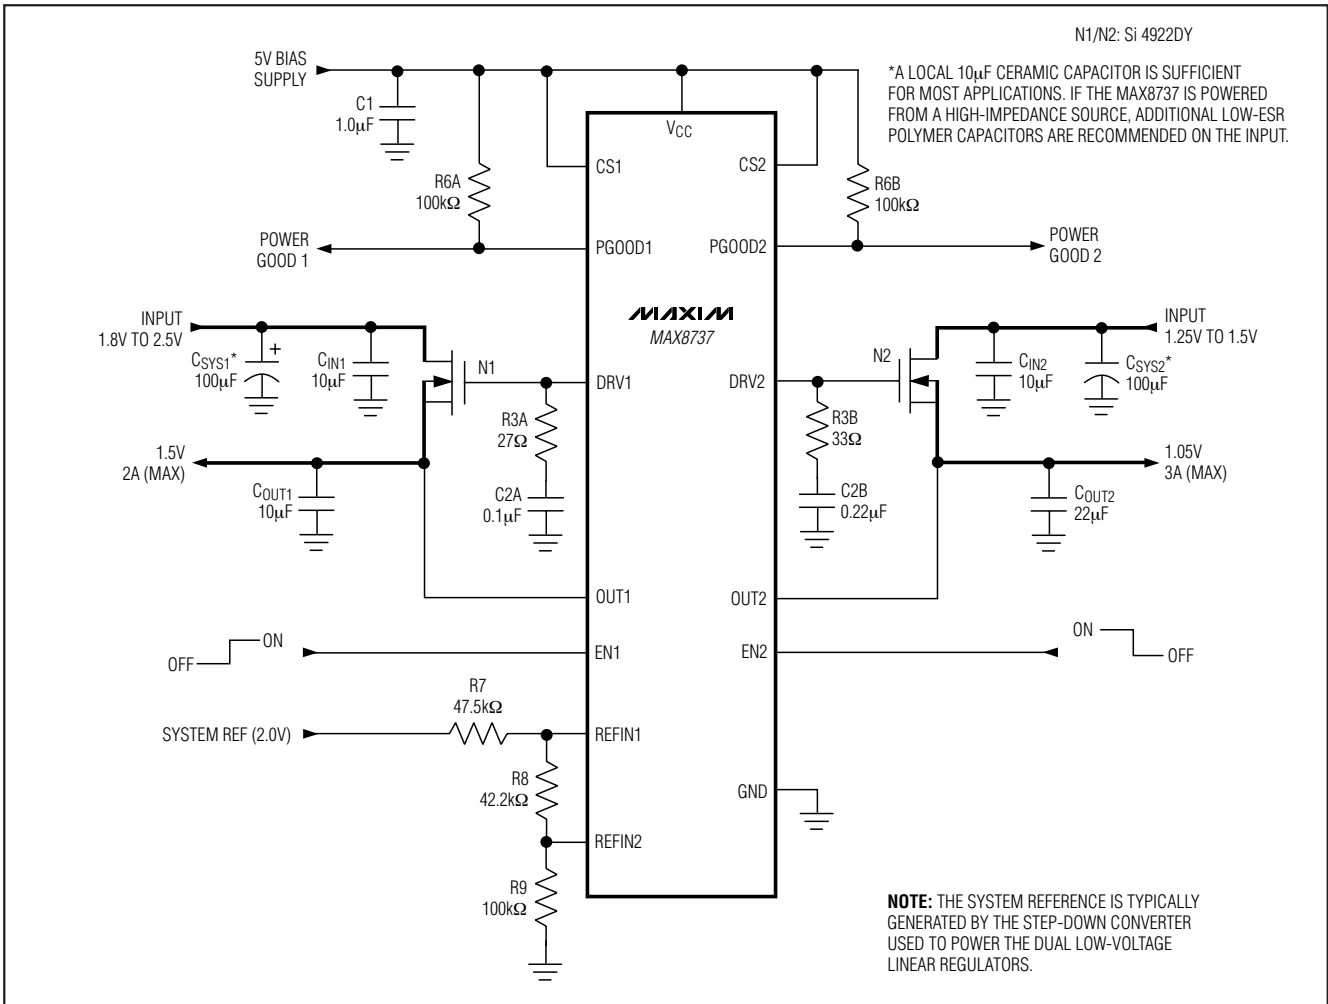 N1/N2: Si 4922DY
*A LOCAL 10μF CERAMIC CAPACITOR IS SUFFICIENT
FOR MOST APPLICATIONS. IF THE MAX8737 IS POWERED
FROM A HIGH-IMPEDANCE SOURCE, ADDITIONAL LOW-ESR
POLYMER CAPACITORS ARE RECOMMENDED ON THE INPUT.
5V BIAS
SUPPLY
C1
1.0μF
VCC
CS1
CS2
R6A
100kΩ
R6B
100kΩ
POWER
GOOD 1
PGOOD1
PGOOD2
POWER
GOOD 2
MAXIM
MAX8737
INPUT
1.8V TO 2.5V
CSYS1*
100μF
+
CIN1
10μF
N1
DRV1
DRV2
N2
CIN2
10μF
CSYS2*
100μF
INPUT
1.25V TO 1.5V
R3A
27Ω
R3B
33Ω
1.5V
2A (MAX)
COUT1
10μF
C2A
0.1μF
C2B
0.22μF
COUT2
22μF
1.05V
3A (MAX)
OUT1
OUT2
OFF
ON
EN1
EN2
ON
OFF
R7
47.5kΩ
SYSTEM REF (2.0V)
REFIN1
R8
42.2kΩ
GND
REFIN2
R9
100kΩ
NOTE: THE SYSTEM REFERENCE IS TYPICALLY
GENERATED BY THE STEP-DOWN CONVERTER
USED TO POWER THE DUAL LOW-VOLTAGE
LINEAR REGULATORS.